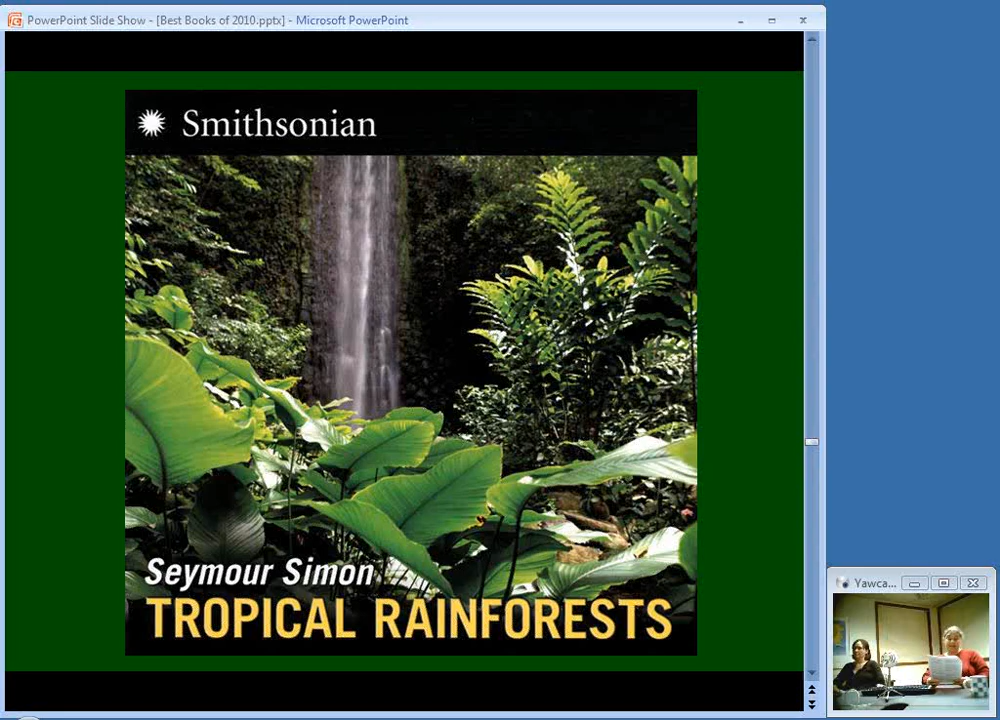 PowerPoint Slide Show - [Best Books of 2010.pptx] - Microsoft PowerPoint
Smithsonian
Seymour Simon
TROPICAL RAINFORESTS
Yawca...